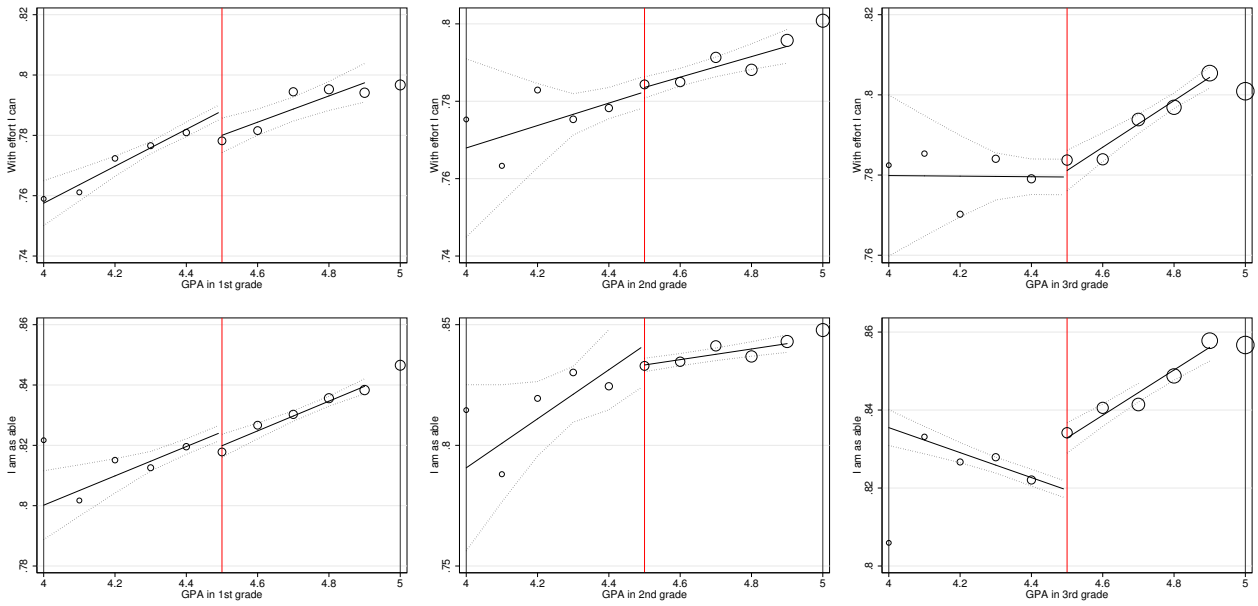 .82
.8
.78
.76
.74
With effort I can
4 4.2 4.4 4.6 4.8 5
GPA in 1st grade
.8
.78
.76
.74
With effort I can
4 4.2 4.4 4.6 4.8 5
GPA in 2nd grade
.82
.8
.78
.76
With effort I can
4 4.2 4.4 4.6 4.8 5
GPA in 3rd grade
.86
.84
.82
.8
.78
I am as able
4 4.2 4.4 4.6 4.8 5
GPA in 1st grade
.85
.8
.75
I am as able
4 4.2 4.4 4.6 4.8 5
GPA in 2nd grade
.86
.84
.82
.8
I am as able
4 4.2 4.4 4.6 4.8 5
GPA in 3rd grade